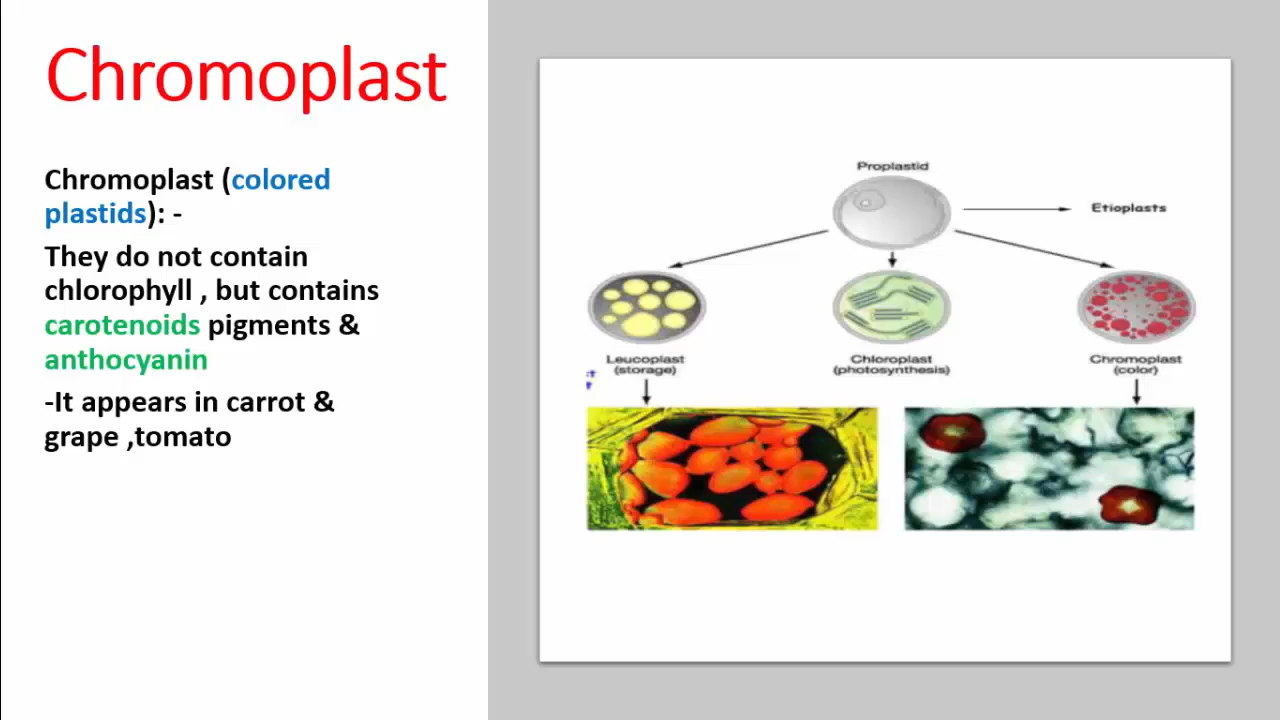 Chromoplast
Chromoplast (colored
plastids): -
They do not contain
chlorophyll , but contains
carotenoids pigments &
anthocyanin
-It appears in carrot &
grape ,tomato
Proplastid
Etioplasts
Leucoplast
(storage)
Chloroplast
(photosynthesis)
Chromoplast
(color)